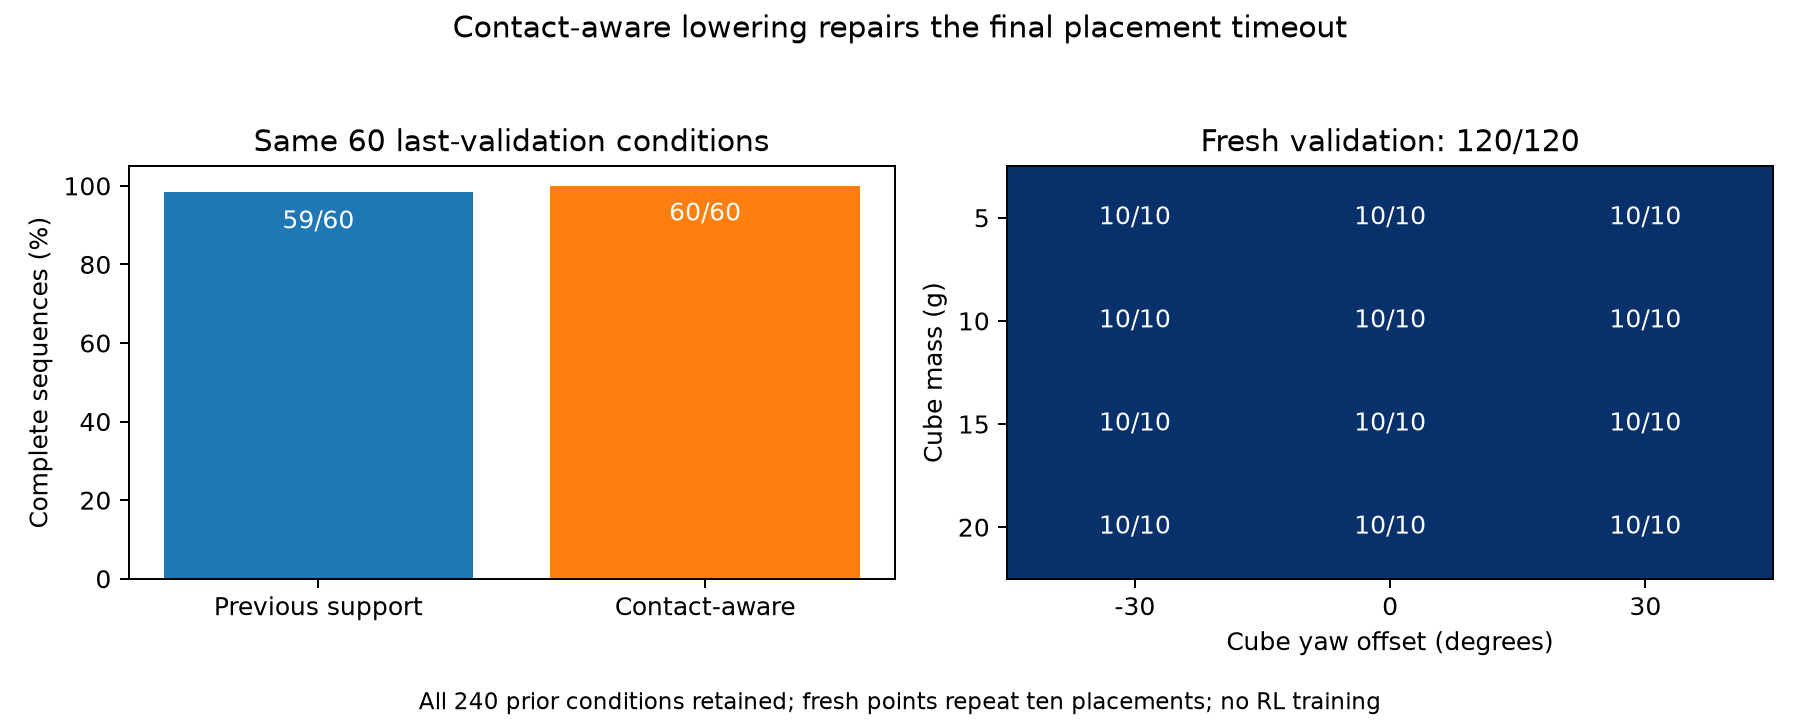 Contact-aware lowering repairs the final placement timeout
Same 60 last-validation conditions
Complete sequences (%)
100
80
60
40
20
0
59/60
60/60
Previous support
Contact-aware
Fresh validation: 120/120
Cube mass (g)
5
10/10 10/10 10/10
10
10/10 10/10 10/10
15
10/10 10/10 10/10
20
10/10 10/10 10/10
-30 0 30
Cube yaw offset (degrees)
All 240 prior conditions retained; fresh points repeat ten placements; no RL training